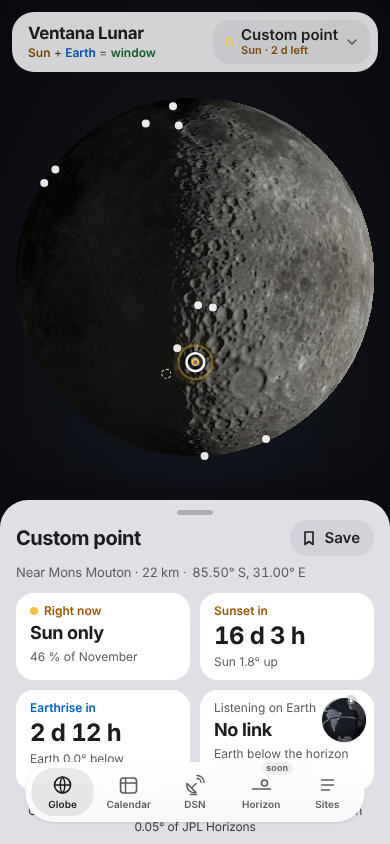 Ventana Lunar
Sun + Earth = window
Custom point
Sun · 2 d left
Custom point
Save
Near Mons Mouton · 22 km · 85.50° S, 31.00° E
Right now
Sun only
46 % of November
Sunset in
16 d 3 h
Sun 1.8° up
Earthrise in
2 d 12 h
Earth 0.0° below
Listening on Earth
No link
Earth below the horizon
soon
Globe
Calendar
DSN
Horizon
Sites
0.05° of JPL Horizons